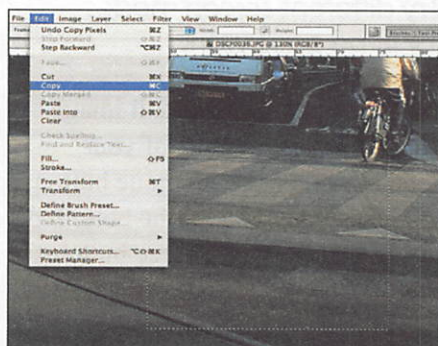 File Edit Image Layer Select Filter View Window Help
DSCF0036.JPG @ 130% (RGB/8*)
Undo Copy Pixels ⌘Z
Step Forward ⇧⌘Z
Step Backward ⌥⌘Z
Fade... ⇧⌘F
Cut ⌘X
Copy ⌘C
Copy Merged ⇧⌘C
Paste ⌘V
Paste Into ⇧⌘V
Clear
Check Spelling...
Find and Replace Text...
Fill... ⇧F5
Stroke...
Free Transform ⌘T
Transform
Define Brush Preset...
Define Pattern...
Define Custom Shape...
Purge
Keyboard Shortcuts... ⌥⇧⌘K
Preset Manager...